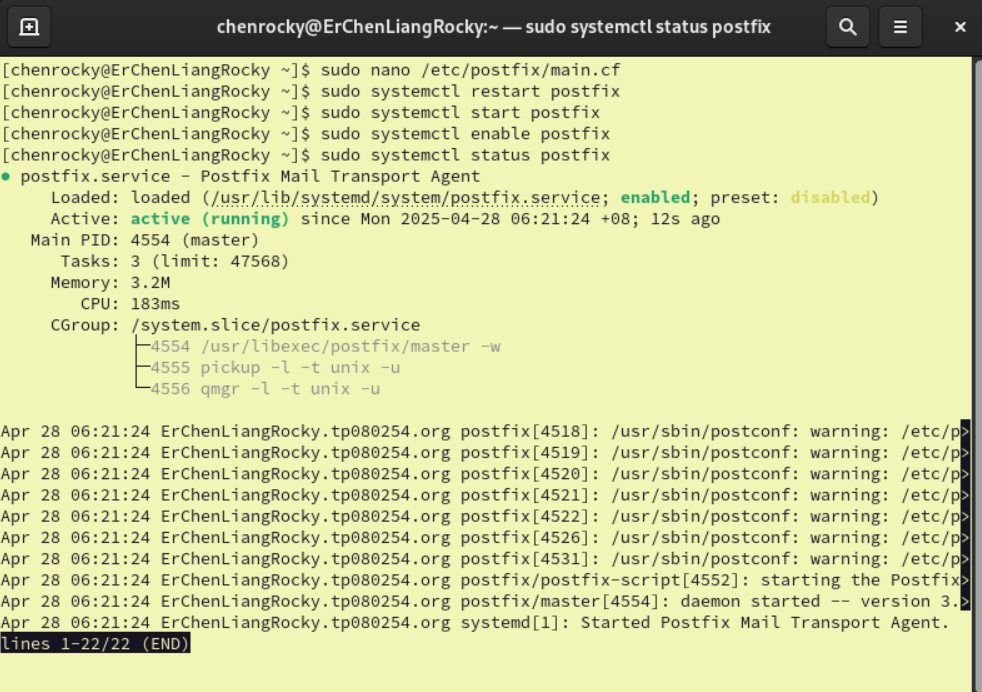 chenrocky@ErChenLiangRocky:~ — sudo systemctl status postfix
[chenrocky@ErChenLiangRocky ~]$ sudo nano /etc/postfix/main.cf
[chenrocky@ErChenLiangRocky ~]$ sudo systemctl restart postfix
[chenrocky@ErChenLiangRocky ~]$ sudo systemctl start postfix
[chenrocky@ErChenLiangRocky ~]$ sudo systemctl enable postfix
[chenrocky@ErChenLiangRocky ~]$ sudo systemctl status postfix
● postfix.service - Postfix Mail Transport Agent
     Loaded: loaded (/usr/lib/systemd/system/postfix.service; enabled; preset: disabled)
     Active: active (running) since Mon 2025-04-28 06:21:24 +08; 12s ago
   Main PID: 4554 (master)
      Tasks: 3 (limit: 47568)
     Memory: 3.2M
        CPU: 183ms
     CGroup: /system.slice/postfix.service
             ├─4554 /usr/libexec/postfix/master -w
             ├─4555 pickup -l -t unix -u
             └─4556 qmgr -l -t unix -u
Apr 28 06:21:24 ErChenLiangRocky.tp080254.org postfix[4518]: /usr/sbin/postconf: warning: /etc/p>
Apr 28 06:21:24 ErChenLiangRocky.tp080254.org postfix[4519]: /usr/sbin/postconf: warning: /etc/p>
Apr 28 06:21:24 ErChenLiangRocky.tp080254.org postfix[4520]: /usr/sbin/postconf: warning: /etc/p>
Apr 28 06:21:24 ErChenLiangRocky.tp080254.org postfix[4521]: /usr/sbin/postconf: warning: /etc/p>
Apr 28 06:21:24 ErChenLiangRocky.tp080254.org postfix[4522]: /usr/sbin/postconf: warning: /etc/p>
Apr 28 06:21:24 ErChenLiangRocky.tp080254.org postfix[4526]: /usr/sbin/postconf: warning: /etc/p>
Apr 28 06:21:24 ErChenLiangRocky.tp080254.org postfix[4531]: /usr/sbin/postconf: warning: /etc/p>
Apr 28 06:21:24 ErChenLiangRocky.tp080254.org postfix/postfix-script[4552]: starting the Postfix>
Apr 28 06:21:24 ErChenLiangRocky.tp080254.org postfix/master[4554]: daemon started -- version 3.>
Apr 28 06:21:24 ErChenLiangRocky.tp080254.org systemd[1]: Started Postfix Mail Transport Agent.
lines 1-22/22 (END)